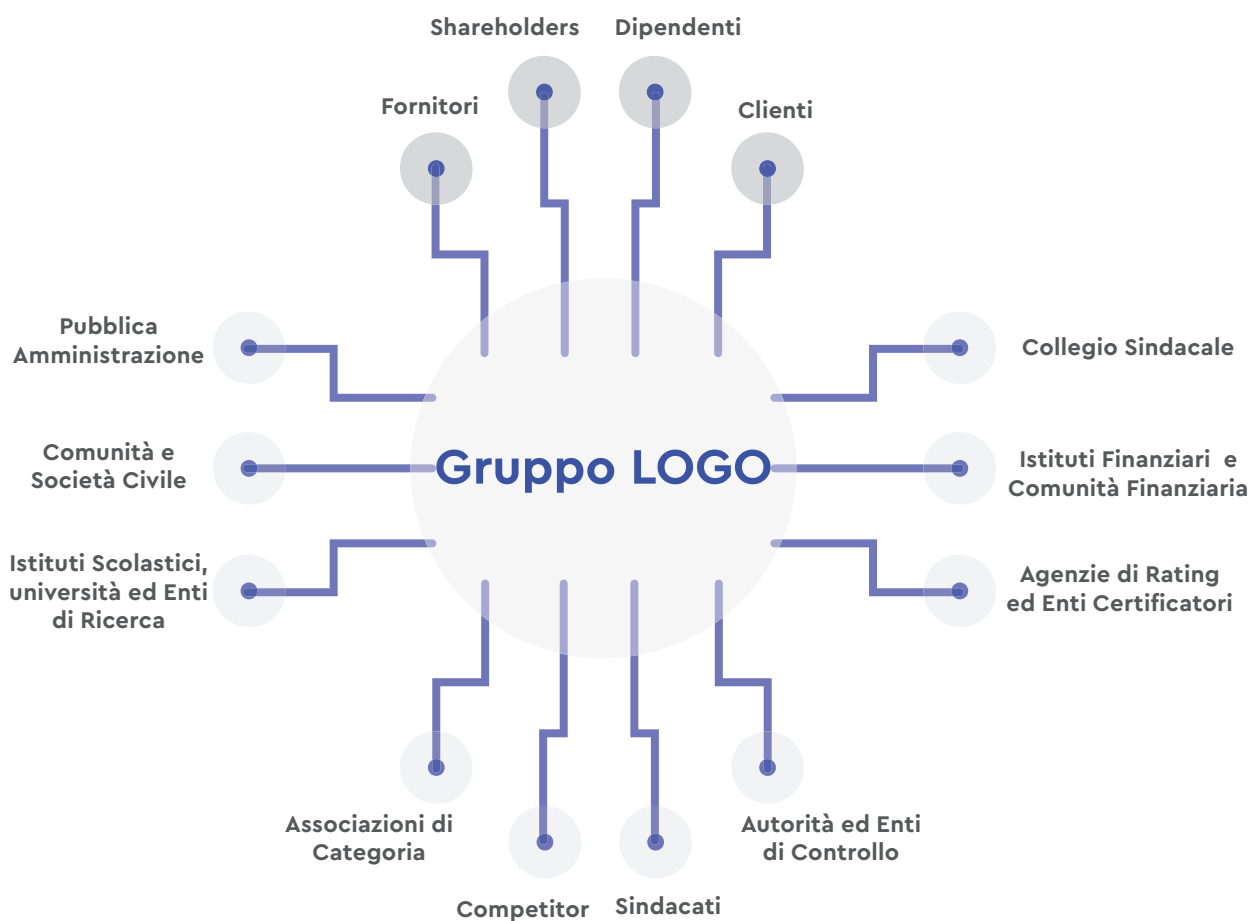 Shareholders
Dipendenti
Fornitori
Clienti
Pubblica
Amministrazione
Collegio Sindacale
Comunità e
Società Civile
Gruppo LOGO
Istituti Finanziari e
Comunità Finanziaria
Istituti Scolastici,
università ed Enti
di Ricerca
Agenzie di Rating
ed Enti Certificatori
Associazioni di
Categoria
Autorità ed Enti
di Controllo
Competitor
Sindacati